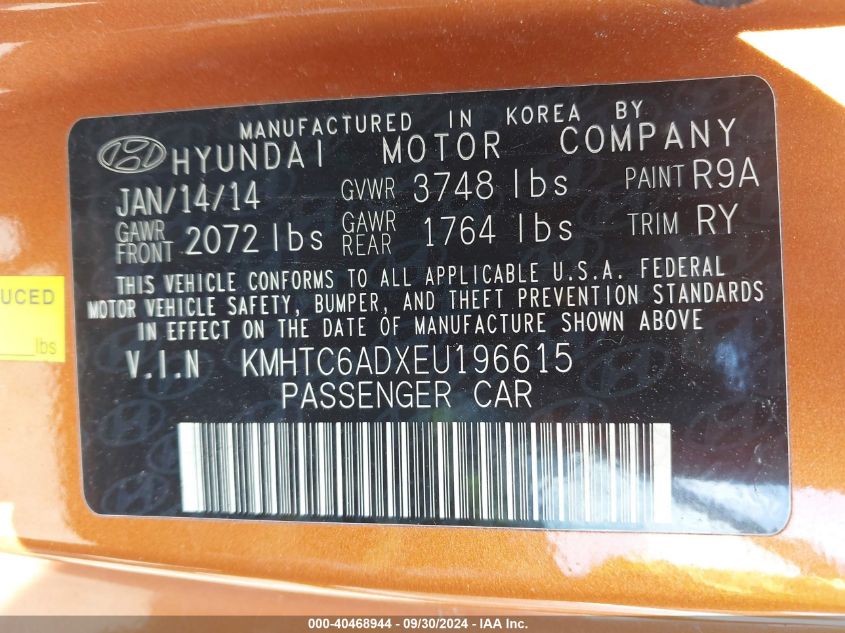 MANUFACTURED IN KOREA BY
HYUNDAI MOTOR COMPANY
JAN/14/14 GVWR 3748 lbs PAINT R9A
GAWR FRONT 2072 lbs GAWR REAR 1764 lbs TRIM RY
THIS VEHICLE CONFORMS TO ALL APPLICABLE U.S.A. FEDERAL
MOTOR VEHICLE SAFETY, BUMPER, AND THEFT PREVENTION STANDARDS
IN EFFECT ON THE DATE OF MANUFACTURE SHOWN ABOVE
V.I.N KMHTC6ADXEU196615
PASSENGER CAR
UCED
lbs
000-40468944 - 09/30/2024 - WWW.IAAI.COM